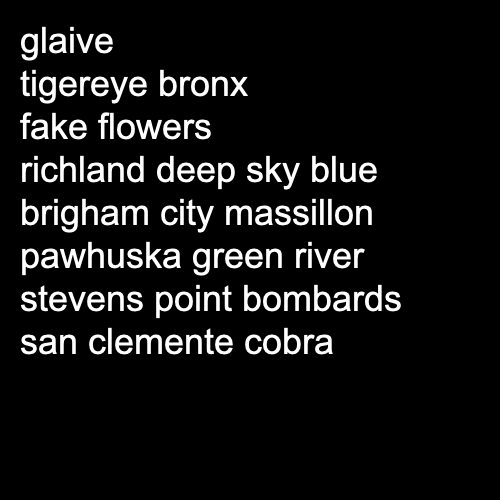 glaive
tigereye bronx
fake flowers
richland deep sky blue
brigham city massillon
pawhuska green river
stevens point bombards
san clemente cobra